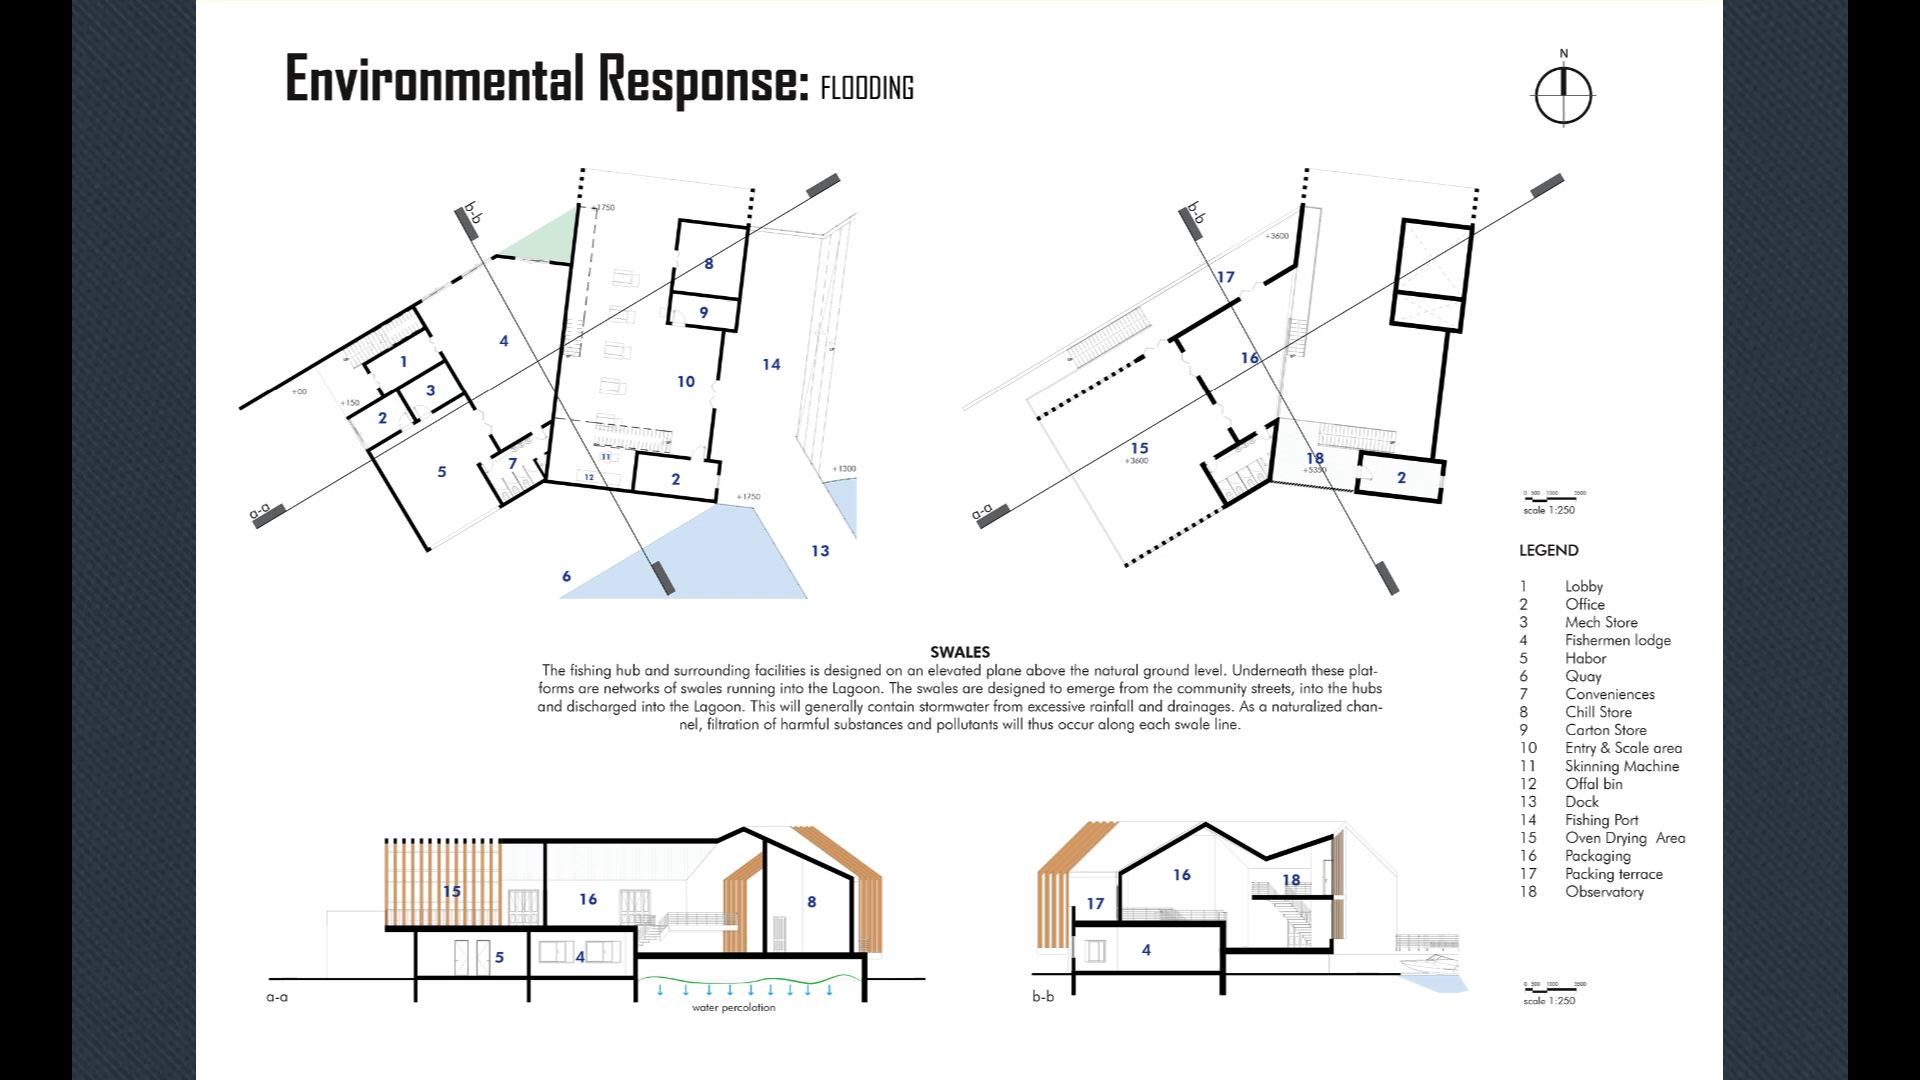 Environmental Response: FLOODING
N
b-b
+1750
8
9
4
14
1
10
3
+00
+150
2
11
7
5
12
2
+1300
+1750
a-a
13
6
b-b
+3600
17
16
15
+3600
18
+5350
2
a-a
0 500 1000 3500
scale 1:250
LEGEND
1 Lobby
2 Office
3 Mech Store
4 Fishermen lodge
5 Habor
6 Quay
7 Conveniences
8 Chill Store
9 Carton Store
10 Entry & Scale area
11 Skinning Machine
12 Offal bin
13 Dock
14 Fishing Port
15 Oven Drying Area
16 Packaging
17 Packing terrace
18 Observatory
SWALES
The fishing hub and surrounding facilities is designed on an elevated plane above the natural ground level. Underneath these plat-
forms are networks of swales running into the Lagoon. The swales are designed to emerge from the community streets, into the hubs
and discharged into the Lagoon. This will generally contain stormwater from excessive rainfall and drainages. As a naturalized chan-
nel, filtration of harmful substances and pollutants will thus occur along each swale line.
15
16
8
5
4
a-a
water percolation
16
18
17
4
b-b
0 500 1000 3500
scale 1:250